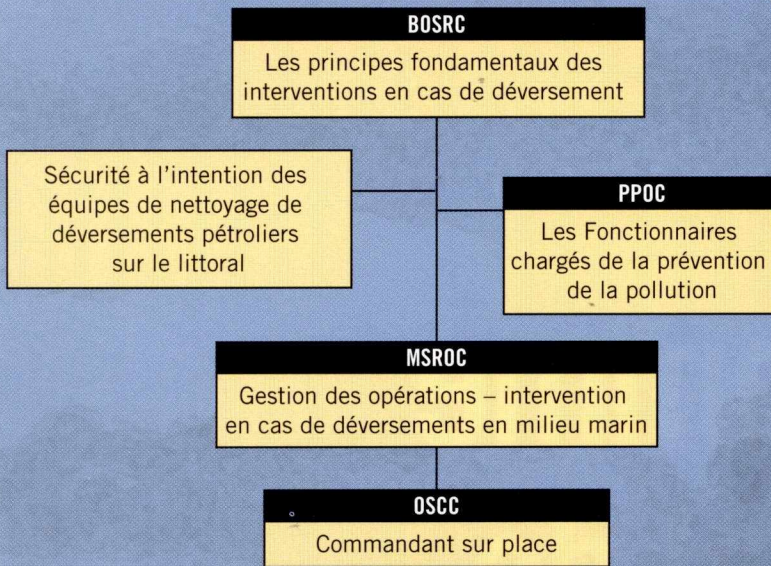 BOSRC
Les principes fondamentaux des
interventions en cas de déversement
Sécurité à l'intention des
équipes de nettoyage de
déversements pétroliers
sur le littoral
PPOC
Les Fonctionnaires
chargés de la prévention
de la pollution
MSROC
Gestion des opérations – intervention
en cas de déversements en milieu marin
OSCC
Commandant sur place